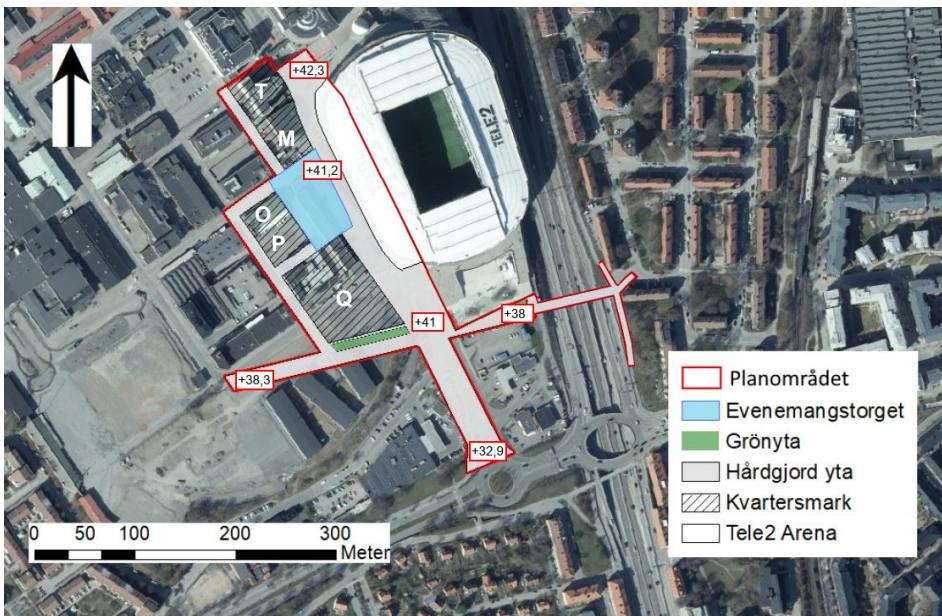 +42,3
T
TELE2
M
+41,2
O
P
Q
+38
+41
+38,3
+32,9
Planområdet
Evenemangstorget
Grönyta
Hårdgjord yta
Kvartersmark
Tele2 Arena
0 50 100 200 300
Meter